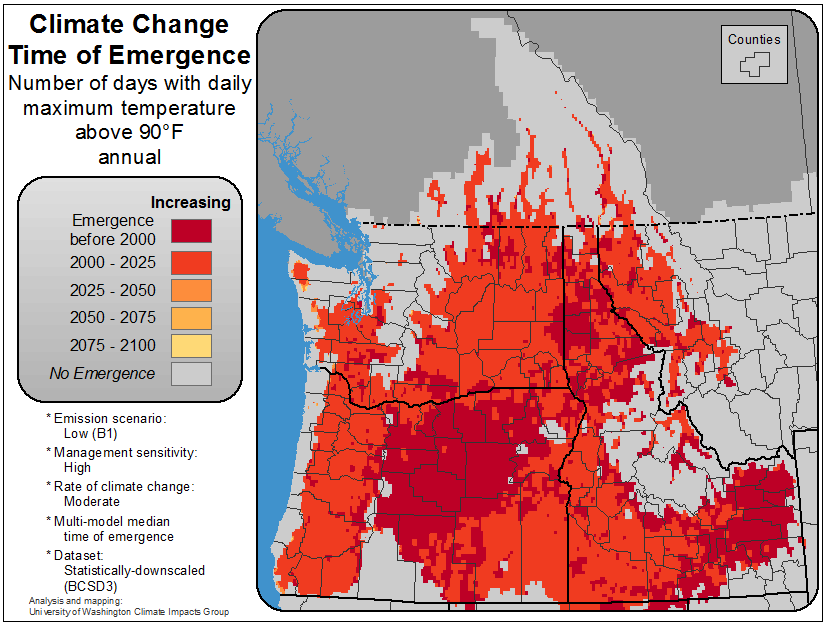 Climate Change
Time of Emergence
Number of days with daily
maximum temperature
above 90°F
annual
Increasing
Emergence
before 2000
2000 - 2025
2025 - 2050
2050 - 2075
2075 - 2100
No Emergence
* Emission scenario:
Low (B1)
* Management sensitivity:
High
* Rate of climate change:
Moderate
* Multi-model median
time of emergence
* Dataset:
Statistically-downscaled
(BCSD3)
Analysis and mapping:
University of Washington Climate Impacts Group
Counties